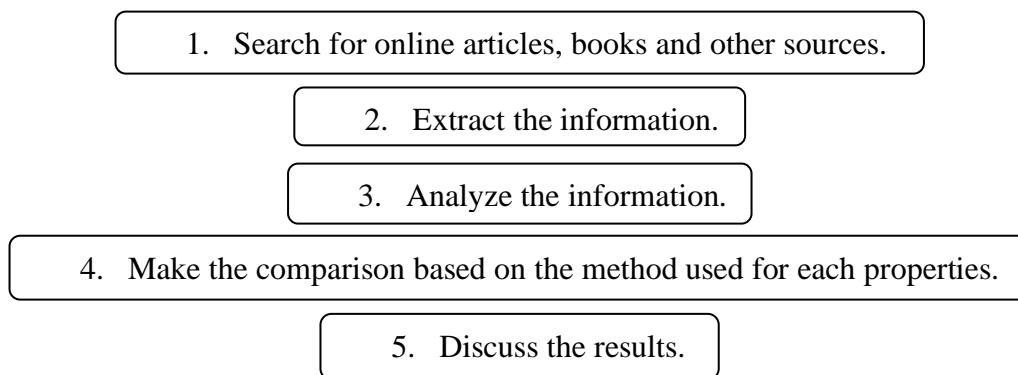 1. Search for online articles, books and other sources.
2. Extract the information.
3. Analyze the information.
4. Make the comparison based on the method used for each properties.
5. Discuss the results.